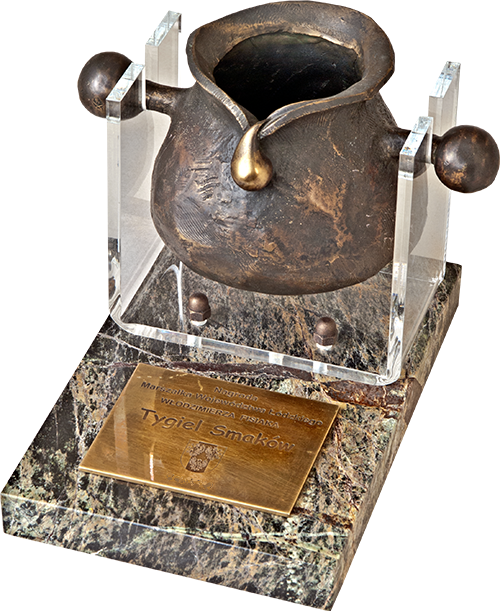 Nagroda
Marszałka Województwa Łódzkiego
WŁODZIMIERZA FISIAKA
Tygiel Smaków